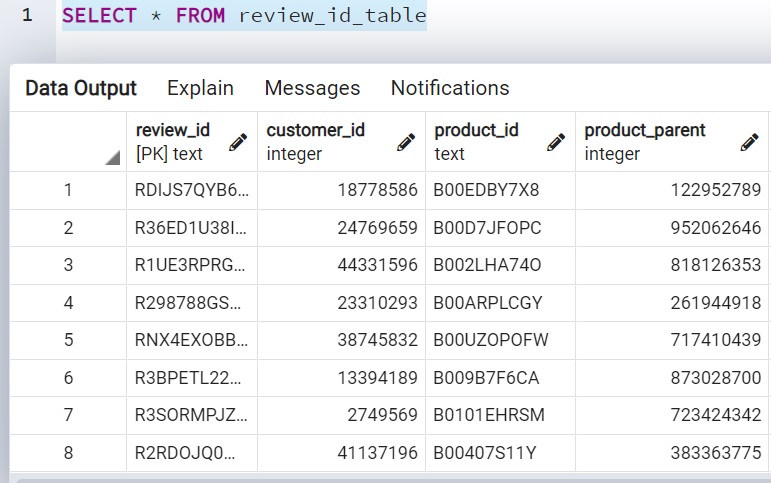 1 SELECT * FROM review_id_table
Data Output Explain Messages Notifications
review_id customer_id product_id product_parent
[PK] text integer text integer
1 RDIJS7QYB6... 18778586 B00EDBY7X8 122952789
2 R36ED1U38I... 24769659 B00D7JFOPC 952062646
3 R1UE3RPRG... 44331596 B002LHA74O 818126353
4 R298788GS... 23310293 B00ARPLCGY 261944918
5 RNX4EXOBB... 38745832 B00UZOPOFW 717410439
6 R3BPETL22... 13394189 B009B7F6CA 873028700
7 R3SORMPJZ... 2749569 B0101EHRSM 723424342
8 R2RDOJQ0... 41137196 B00407S11Y 383363775